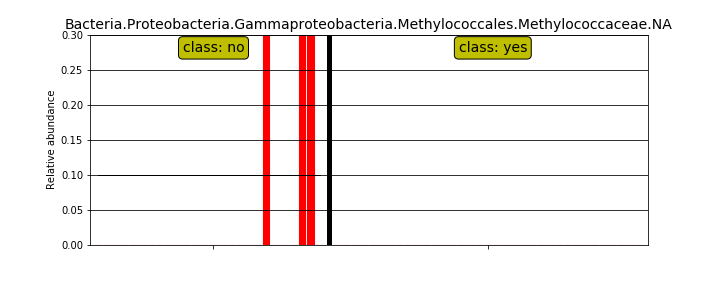 Bacteria.Proteobacteria.Gammaproteobacteria.Methylococcales.Methylococcaceae.NA
class: no
class: yes
0.30
0.25
0.20
0.15
0.10
0.05
0.00
Relative abundance